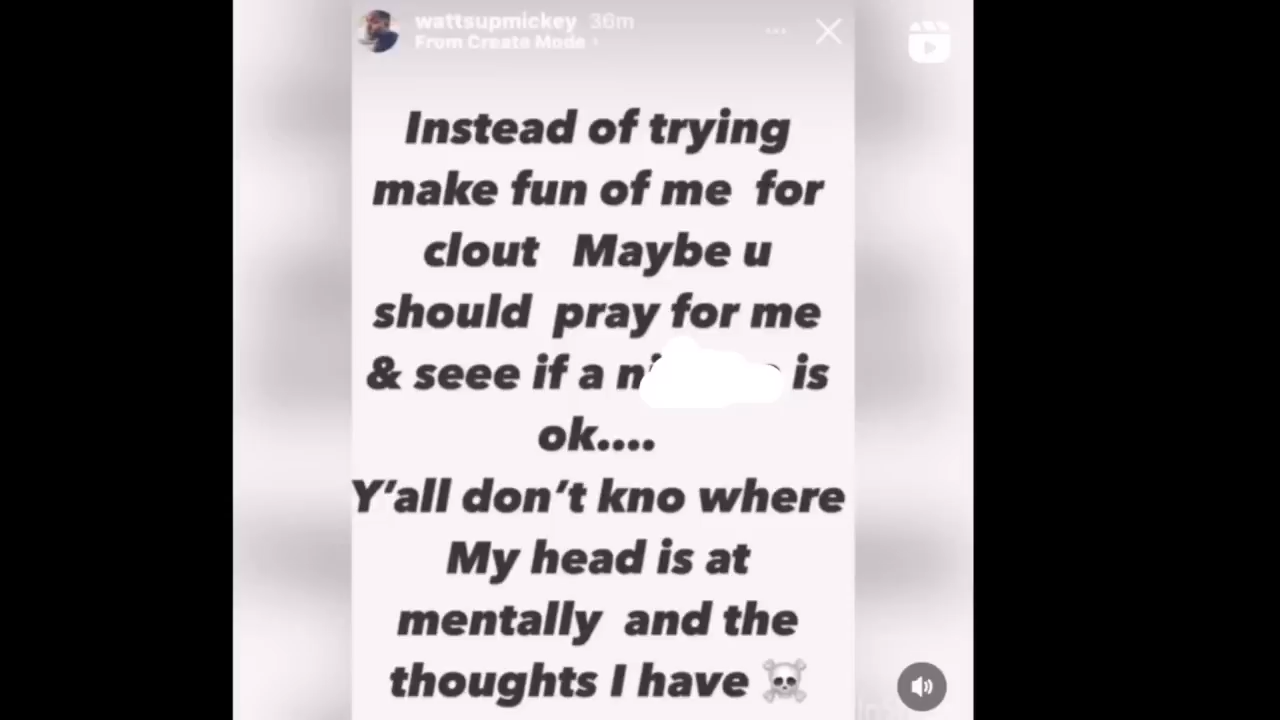 wattsupmickey 36m
From Create Mode
Instead of trying
make fun of me for
clout Maybe u
should pray for me
& seee if a is
ok....
Y'all don't kno where
My head is at
mentally and the
thoughts I have ☠️